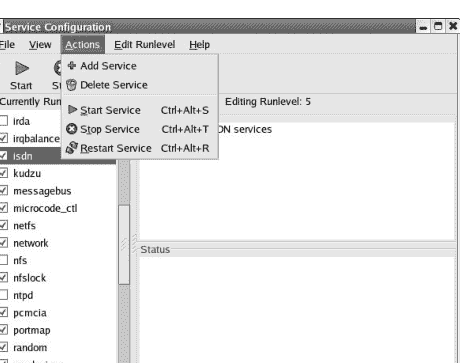 Service Configuration
File View Actions Edit Runlevel Help
Start
Add Service
Delete Service
Start Service Ctrl+Alt+S
Stop Service Ctrl+Alt+T
Restart Service Ctrl+Alt+R
Currently Run
Editing Runlevel: 5
irda
irqbalance
isdn
kudzu
messagebus
microcode_ctl
netfs
network
nfs
nfslock
ntpd
pcmcia
portmap
random
DN services
Status